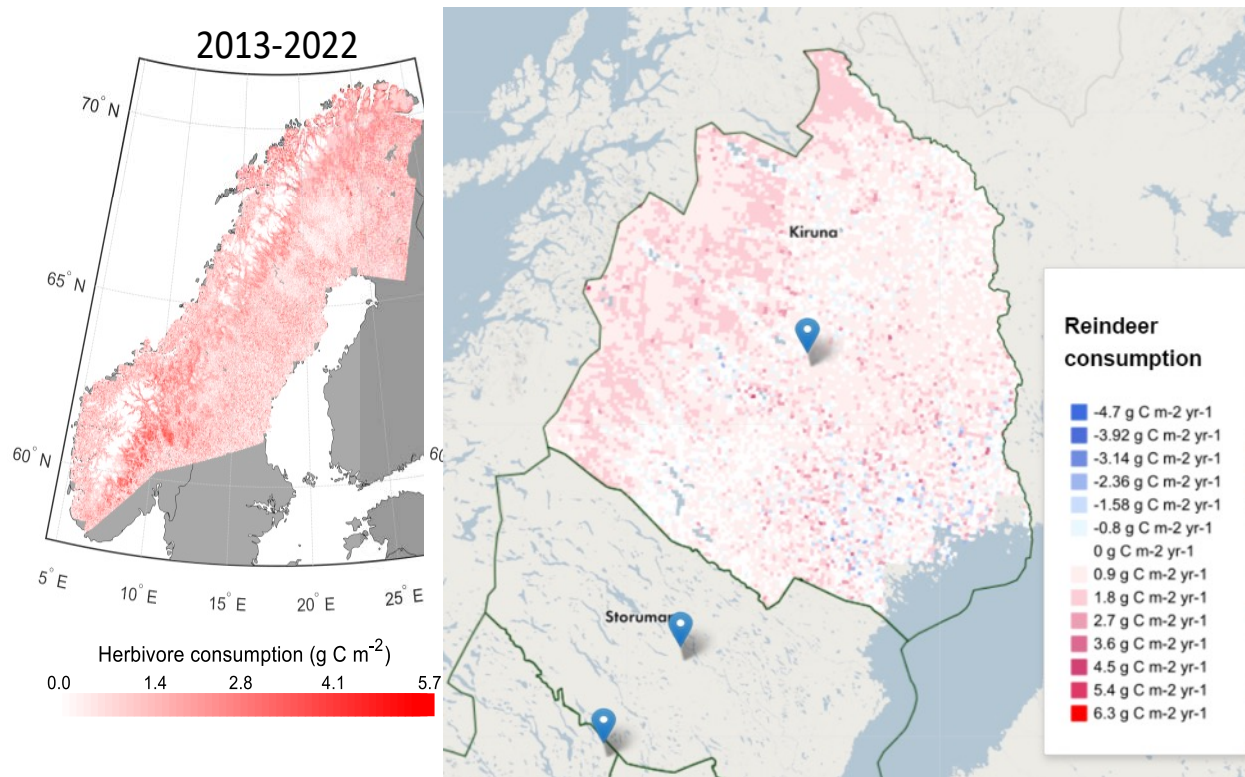 2013-2022
70° N
65° N
60° N
60
5° E
10° E
15° E
20° E
25° E
Herbivore consumption (g C m-2)
0.0 1.4 2.8 4.1 5.7
Kiruna
Storuman
Reindeer
consumption
-4.7 g C m-2 yr-1
-3.92 g C m-2 yr-1
-3.14 g C m-2 yr-1
-2.36 g C m-2 yr-1
-1.58 g C m-2 yr-1
-0.8 g C m-2 yr-1
0 g C m-2 yr-1
0.9 g C m-2 yr-1
1.8 g C m-2 yr-1
2.7 g C m-2 yr-1
3.6 g C m-2 yr-1
4.5 g C m-2 yr-1
5.4 g C m-2 yr-1
6.3 g C m-2 yr-1